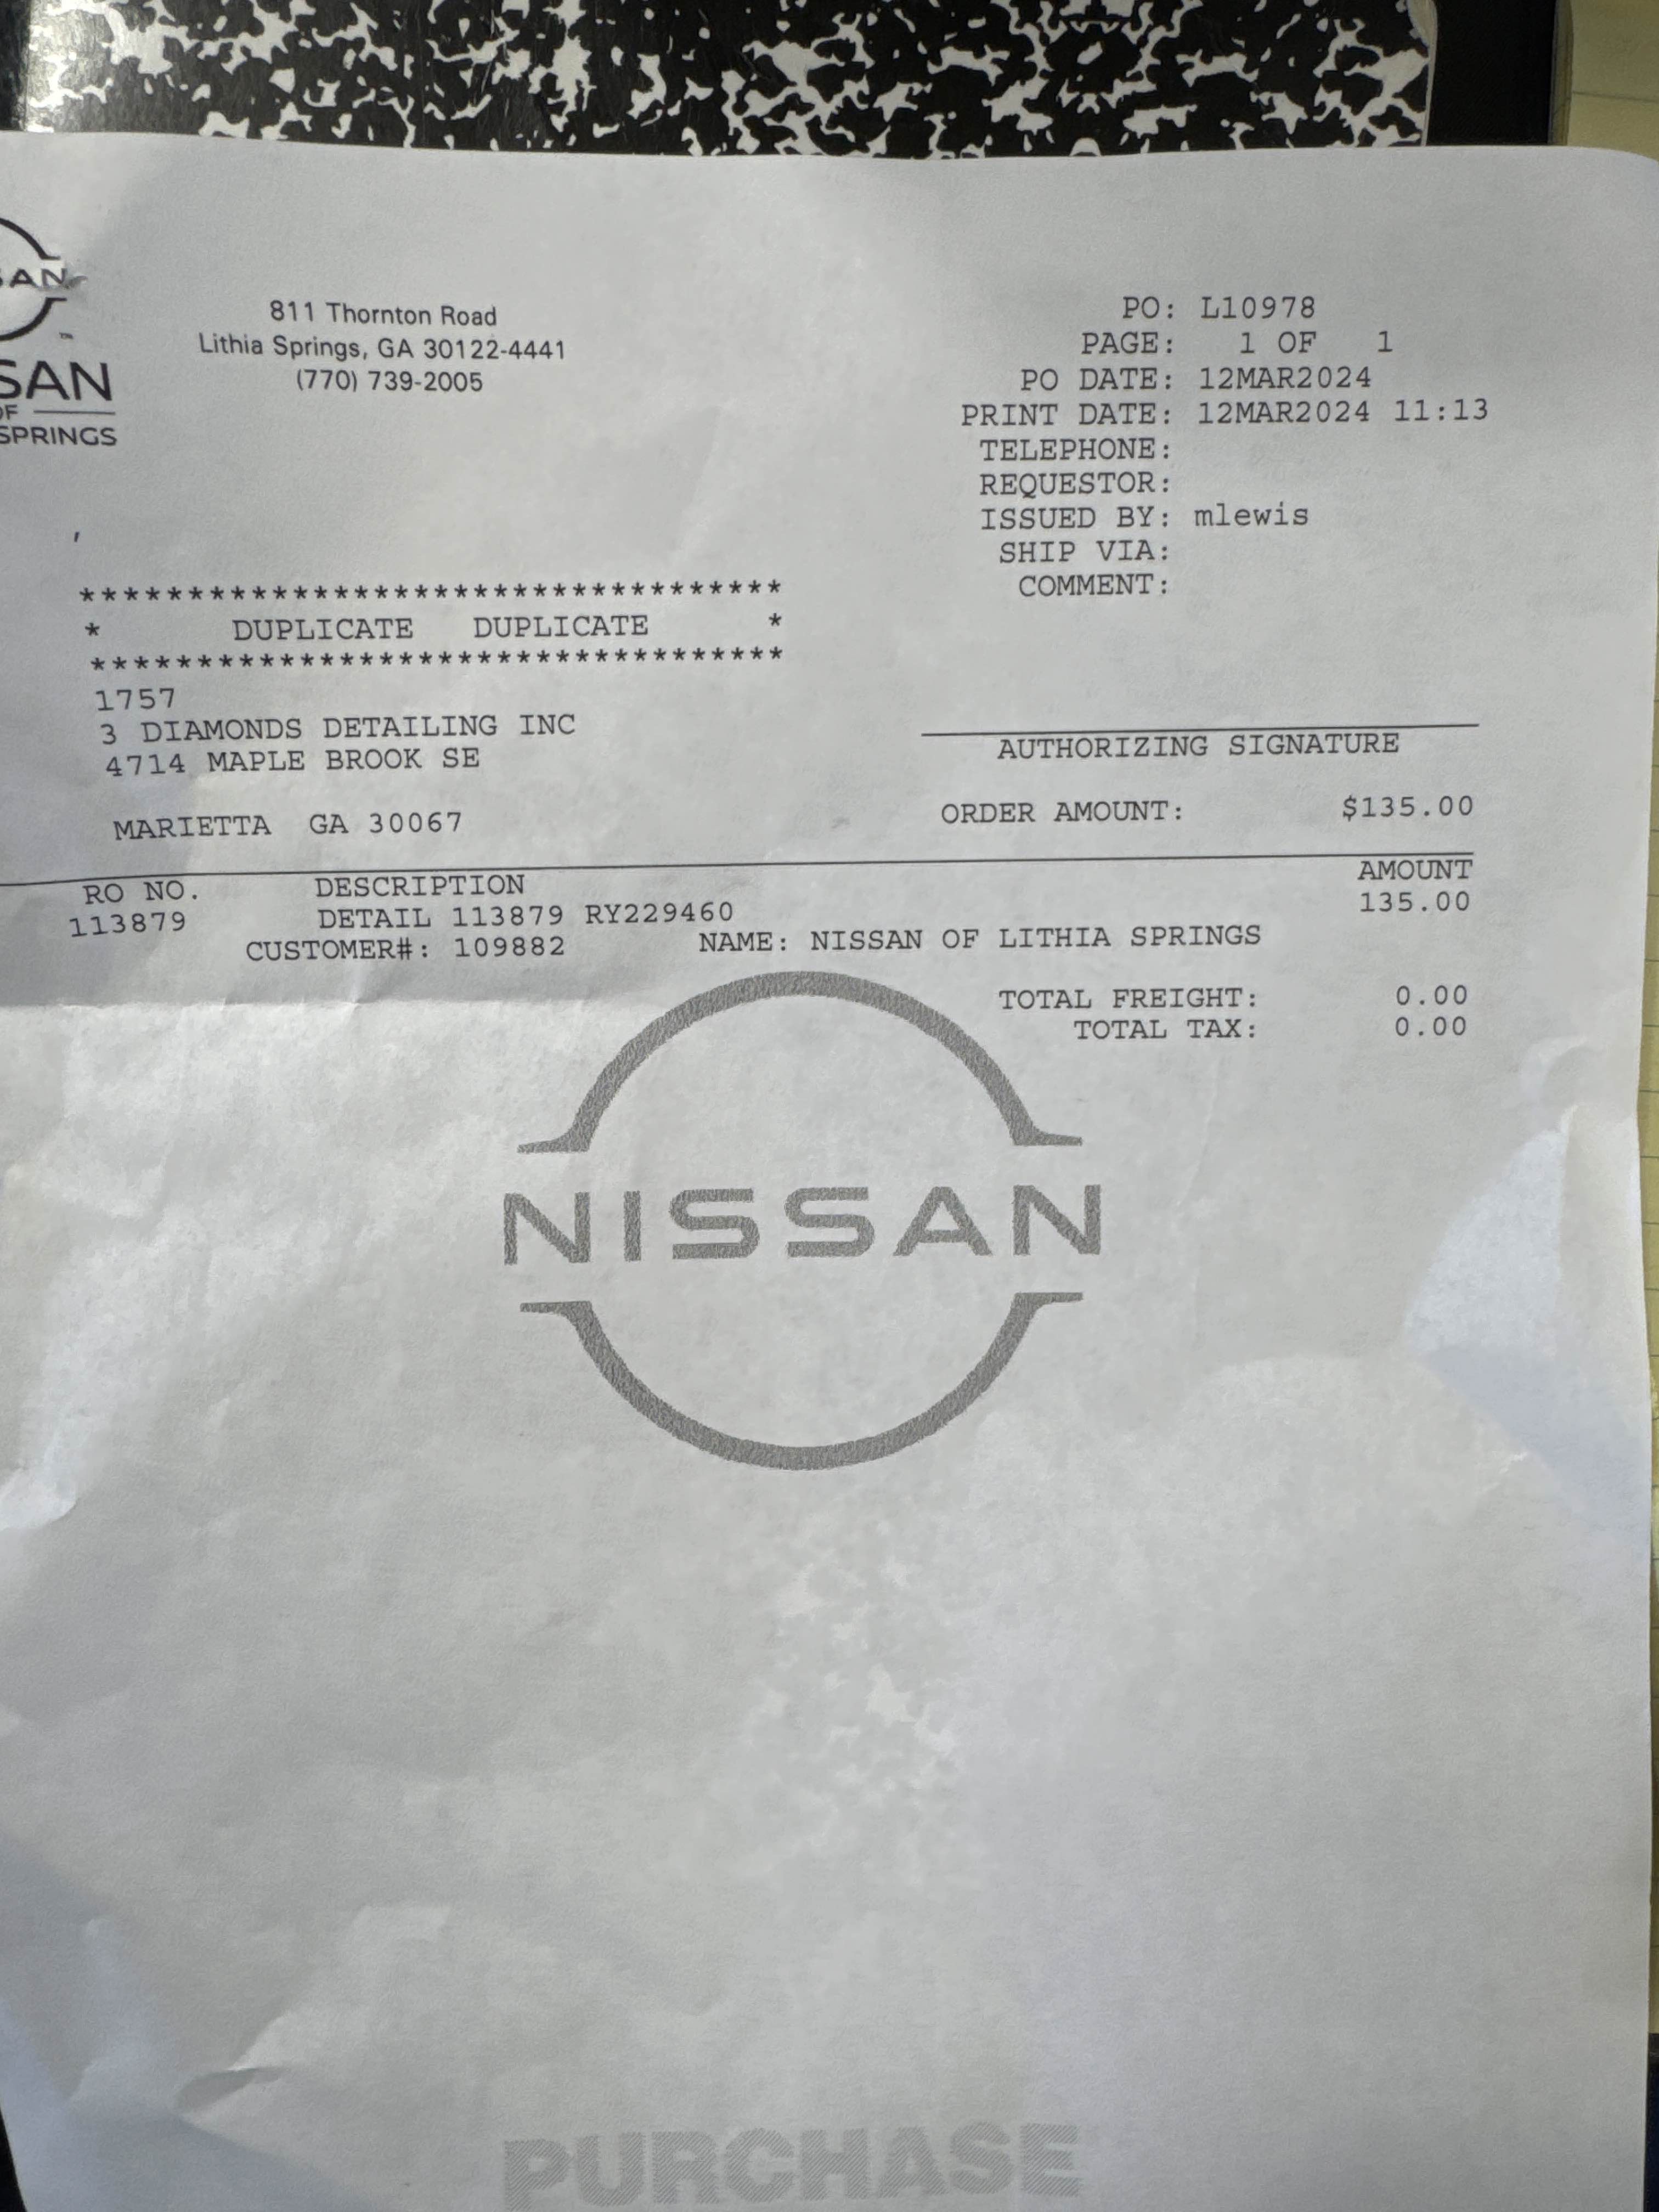 SAN
SAN
OF
SPRINGS
811 Thornton Road
Lithia Springs, GA 30122-4441
(770) 739-2005
PO: L10978
PAGE: 1 OF 1
PO DATE: 12MAR2024
PRINT DATE: 12MAR2024 11:13
TELEPHONE:
REQUESTOR:
ISSUED BY: mlewis
SHIP VIA:
COMMENT:
*********************************
* DUPLICATE DUPLICATE *
*********************************
1757
3 DIAMONDS DETAILING INC
4714 MAPLE BROOK SE
MARIETTA GA 30067
AUTHORIZING SIGNATURE
ORDER AMOUNT: $135.00
RO NO. DESCRIPTION AMOUNT
113879 DETAIL 113879 RY229460 135.00
CUSTOMER#: 109882 NAME: NISSAN OF LITHIA SPRINGS
TOTAL FREIGHT: 0.00
TOTAL TAX: 0.00
NISSAN
PURCHASE